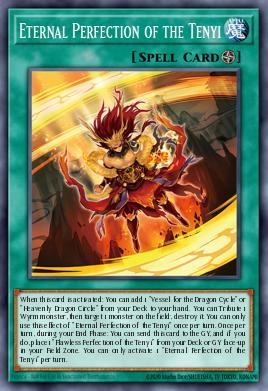 Eternal Perfection of the Tenyi
魔
[Spell Card]
When this card is activated: You can add 1 "Vessel for the Dragon Cycle" or
"Heavenly Dragon Circle" from your Deck to your hand. You can Tribute 1
Wyrm monster, then target 1 monster on the field; destroy it. You can only
use this effect of "Eternal Perfection of the Tenyi" once per turn. Once per
turn, during your End Phase: You can send this card to the GY, and if you
do, place 1 "Flawless Perfection of the Tenyi" from your Deck or GY face-up
in your Field Zone. You can only activate 1 "Eternal Perfection of the
Tenyi" per turn.